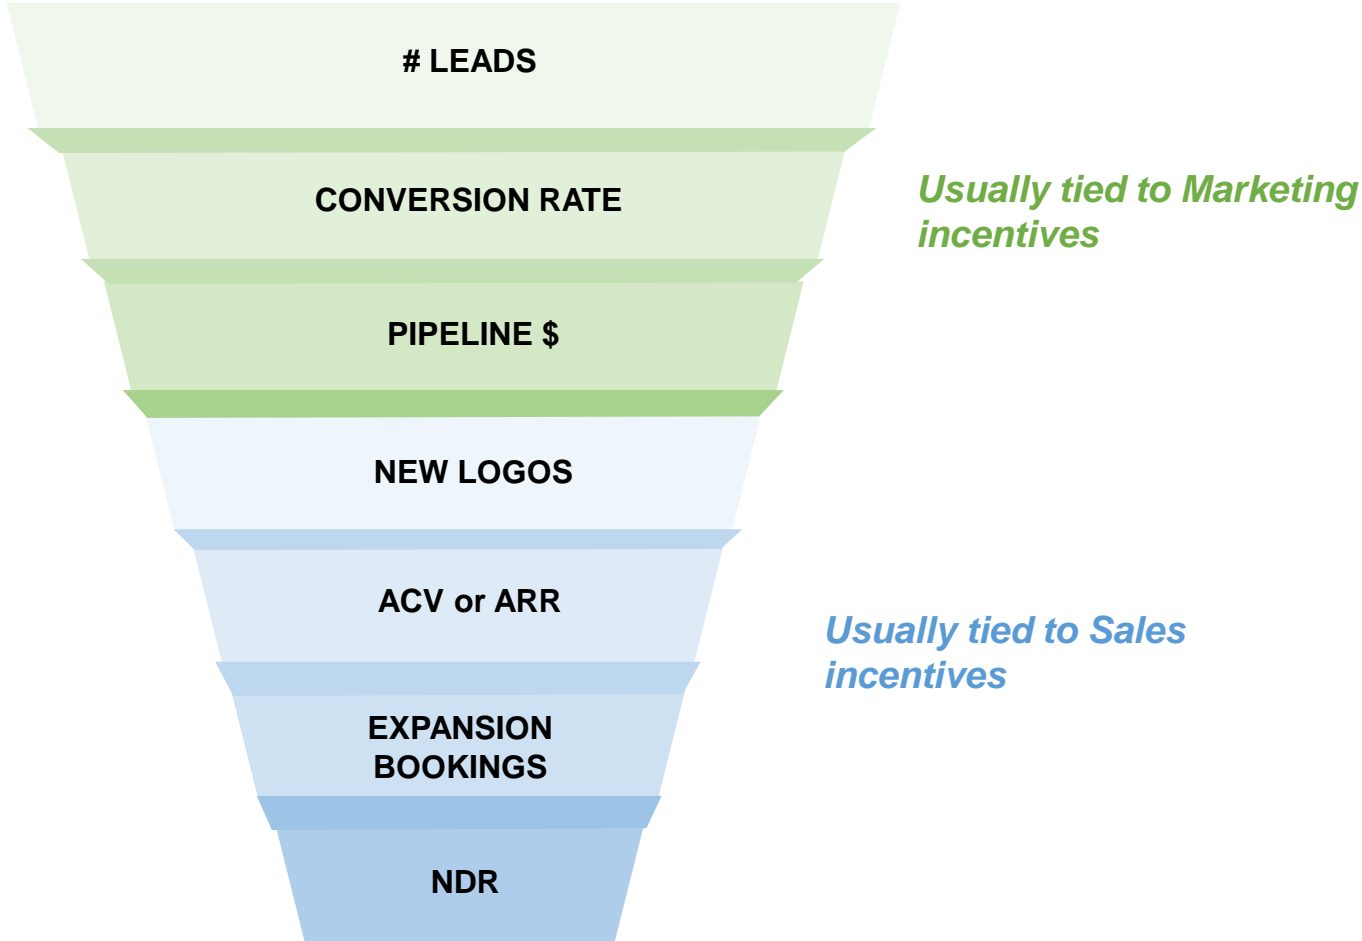 # LEADS
CONVERSION RATE
Usually tied to Marketing
incentives
PIPELINE $
NEW LOGOS
ACV or ARR
Usually tied to Sales
incentives
EXPANSION
BOOKINGS
NDR